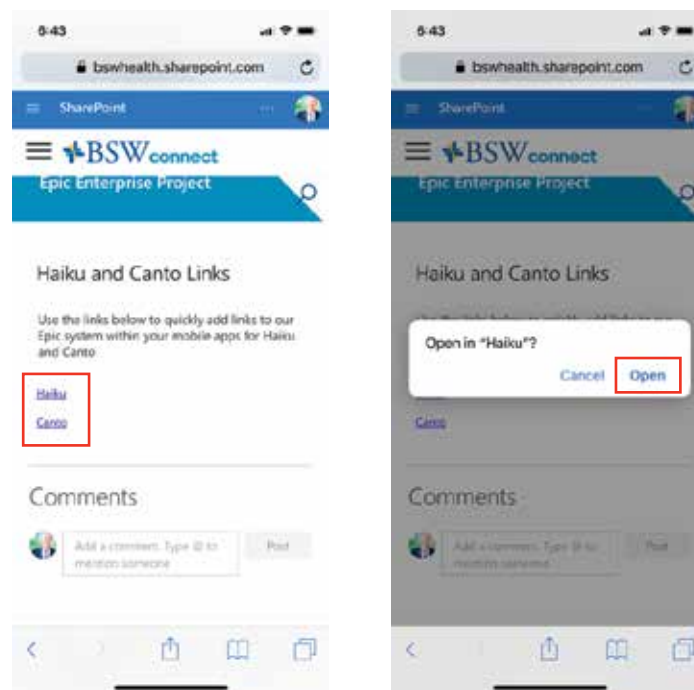 6:43
bswhealth.sharepoint.com
SharePoint
BSWconnect
Epic Enterprise Project
Haiku and Canto Links
Use the links below to quickly add links to our
Epic system within your mobile apps for Haiku
and Canto
Haiku
Canto
Comments
Add a comment. Type @ to
mention someone
Post
6:43
bswhealth.sharepoint.com
SharePoint
BSWconnect
Epic Enterprise Project
Haiku and Canto Links
Open in "Haiku"?
Cancel Open
Canto
Comments
Add a comment. Type @ to
mention someone
Post